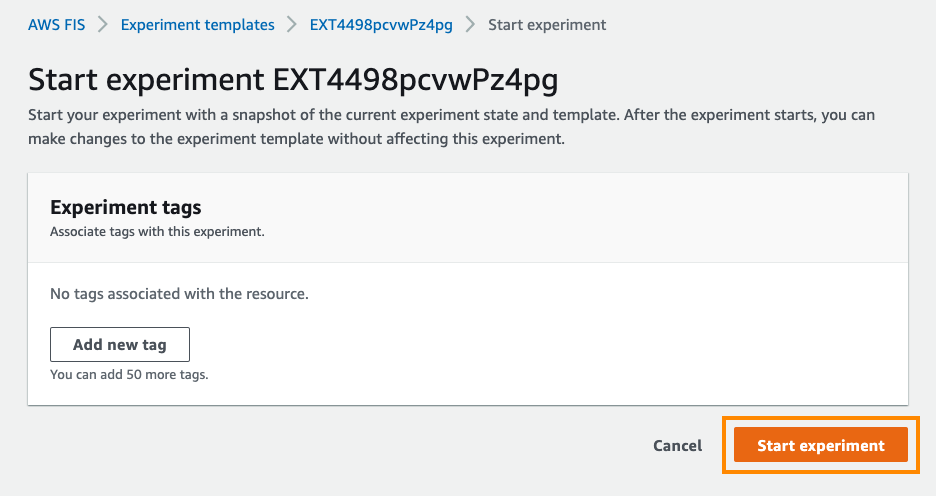 AWS FIS > Experiment templates > EXT4498pcvwPz4pg > Start experiment
Start experiment EXT4498pcvwPz4pg
Start your experiment with a snapshot of the current experiment state and template. After the experiment starts, you can
make changes to the experiment template without affecting this experiment.
Experiment tags
Associate tags with this experiment.
No tags associated with the resource.
Add new tag
You can add 50 more tags.
Cancel Start experiment